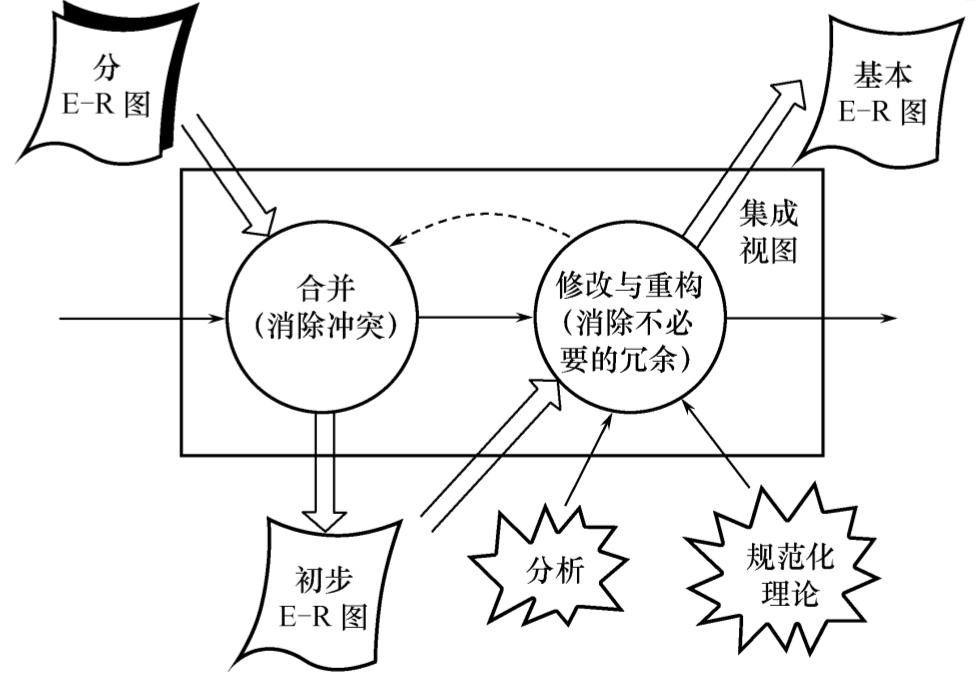 分
E-R 图
基本
E-R 图
集成
视图
合并
（消除冲突）
修改与重构
（消除不必
要的冗余）
初步
E-R 图
分析
规范化
理论